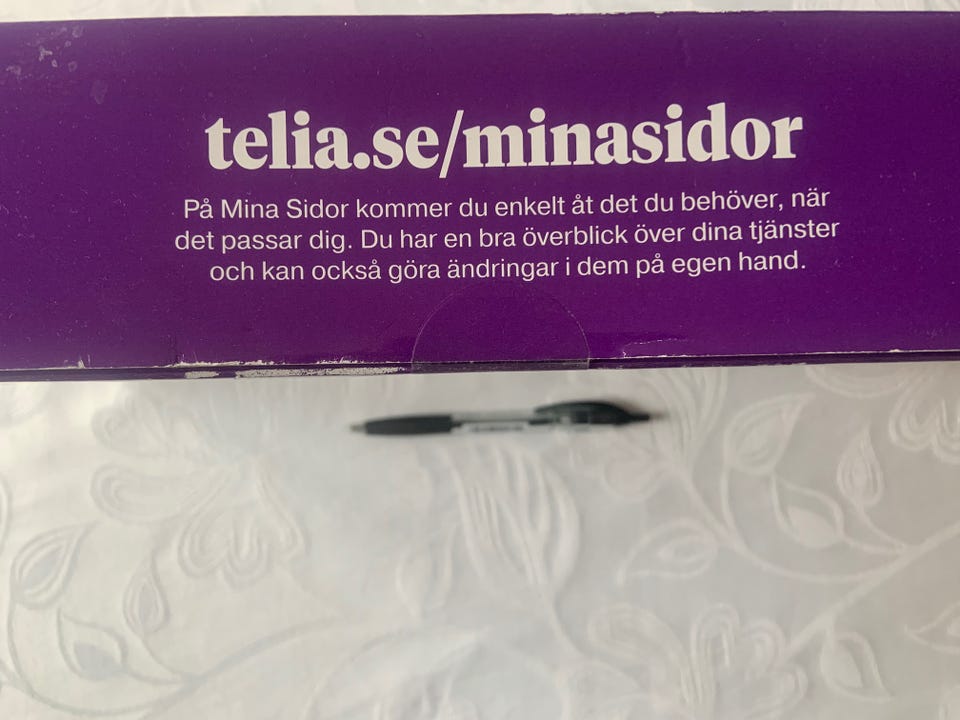 telia.se/minasidor
På Mina Sidor kommer du enkelt åt det du behöver, när
det passar dig. Du har en bra överblick över dina tjänster
och kan också göra ändringar i dem på egen hand.